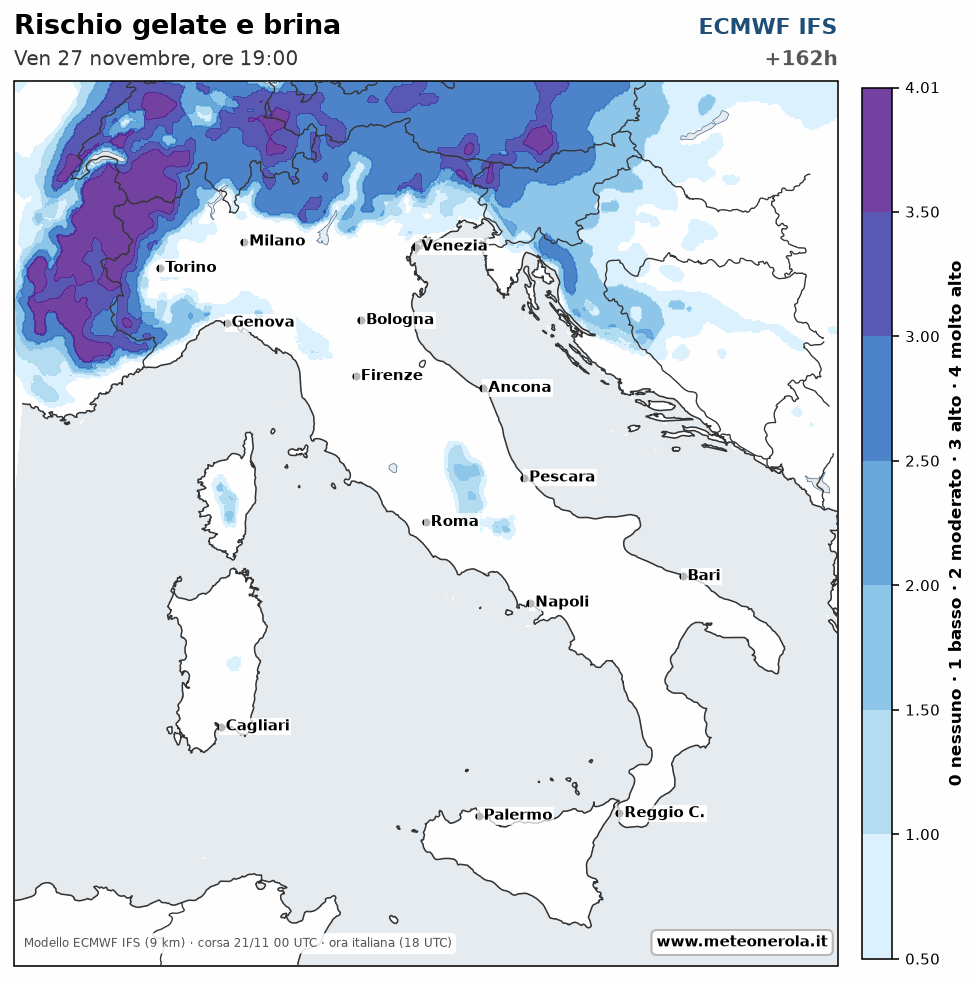 Rischio gelate e brina
ECMWF IFS
Ven 27 novembre, ore 19:00
+162h
4.01
3.50
3.00
2.50
2.00
1.50
1.00
0.50
0 nessuno · 1 basso · 2 moderato · 3 alto · 4 molto alto
Milano
Venezia
Torino
Genova
Bologna
Firenze
Ancona
Pescara
Roma
Bari
Napoli
Cagliari
Palermo
Reggio C.
Modello ECMWF IFS (9 km) · corsa 21/11 00 UTC · ora italiana (18 UTC)
www.meteonerola.it